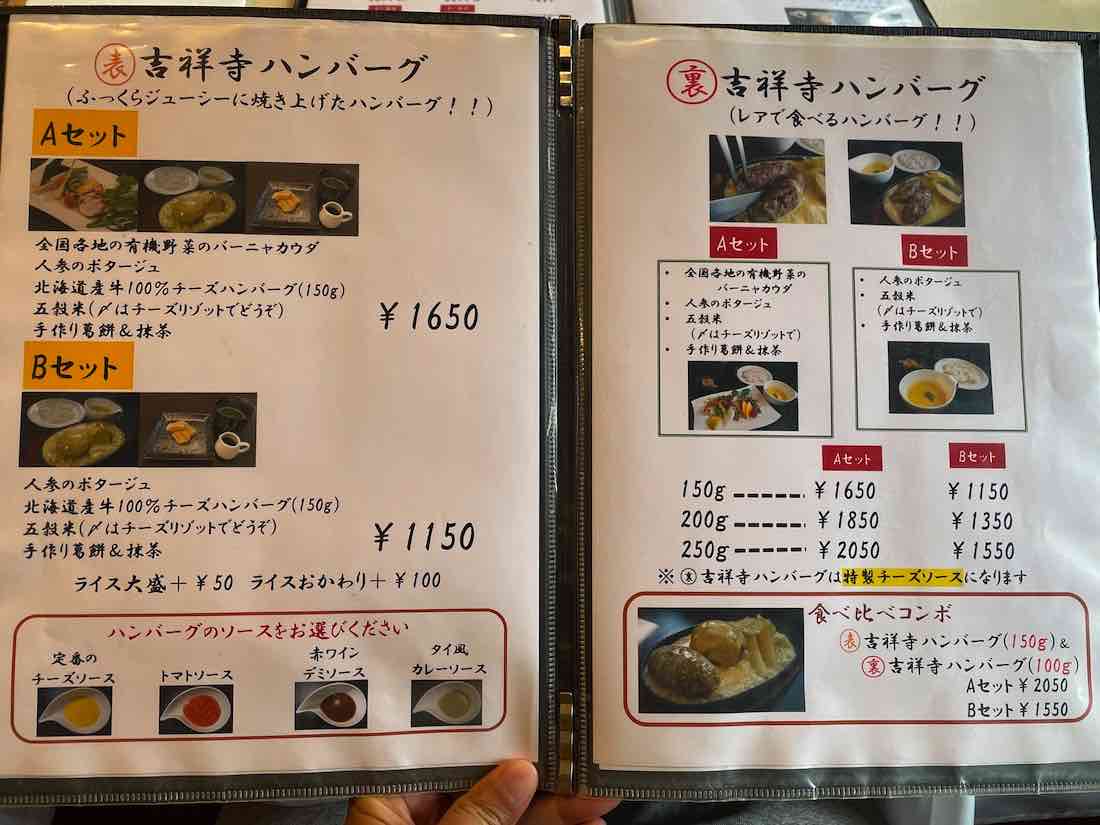 表 吉祥寺ハンバーグ
(ふっくらジューシーに焼き上げたハンバーグ！！)
Aセット
全国各地の有機野菜のバーニャカウダ
人参のポタージュ
北海道産牛100％チーズハンバーグ(150g)
五穀米(〆はチーズリゾットでどうぞ)
手作り葛餅＆抹茶
￥1650
Bセット
人参のポタージュ
北海道産牛100％チーズハンバーグ(150g)
五穀米(〆はチーズリゾットでどうぞ)
手作り葛餅＆抹茶
￥1150
ライス大盛＋￥50 ライスおかわり＋￥100
ハンバーグのソースをお選びください
定番の
チーズソース
トマトソース
赤ワイン
デミソース
タイ風
カレーソース
裏 吉祥寺ハンバーグ
(レアで食べるハンバーグ！！)
Aセット
・ 全国各地の有機野菜の
バーニャカウダ
・ 人参のポタージュ
・ 五穀米
(〆はチーズリゾットで)
・ 手作り葛餅＆抹茶
Bセット
・ 人参のポタージュ
・ 五穀米
(〆はチーズリゾットで)
・ 手作り葛餅＆抹茶
Aセット Bセット
150g ------ ￥1650 ￥1150
200g ------ ￥1850 ￥1350
250g ------ ￥2050 ￥1550
※ 裏 吉祥寺ハンバーグは特製チーズソースになります
食べ比べコンボ
表 吉祥寺ハンバーグ(150g)＆
裏 吉祥寺ハンバーグ(100g)
Aセット￥2050
Bセット￥1550